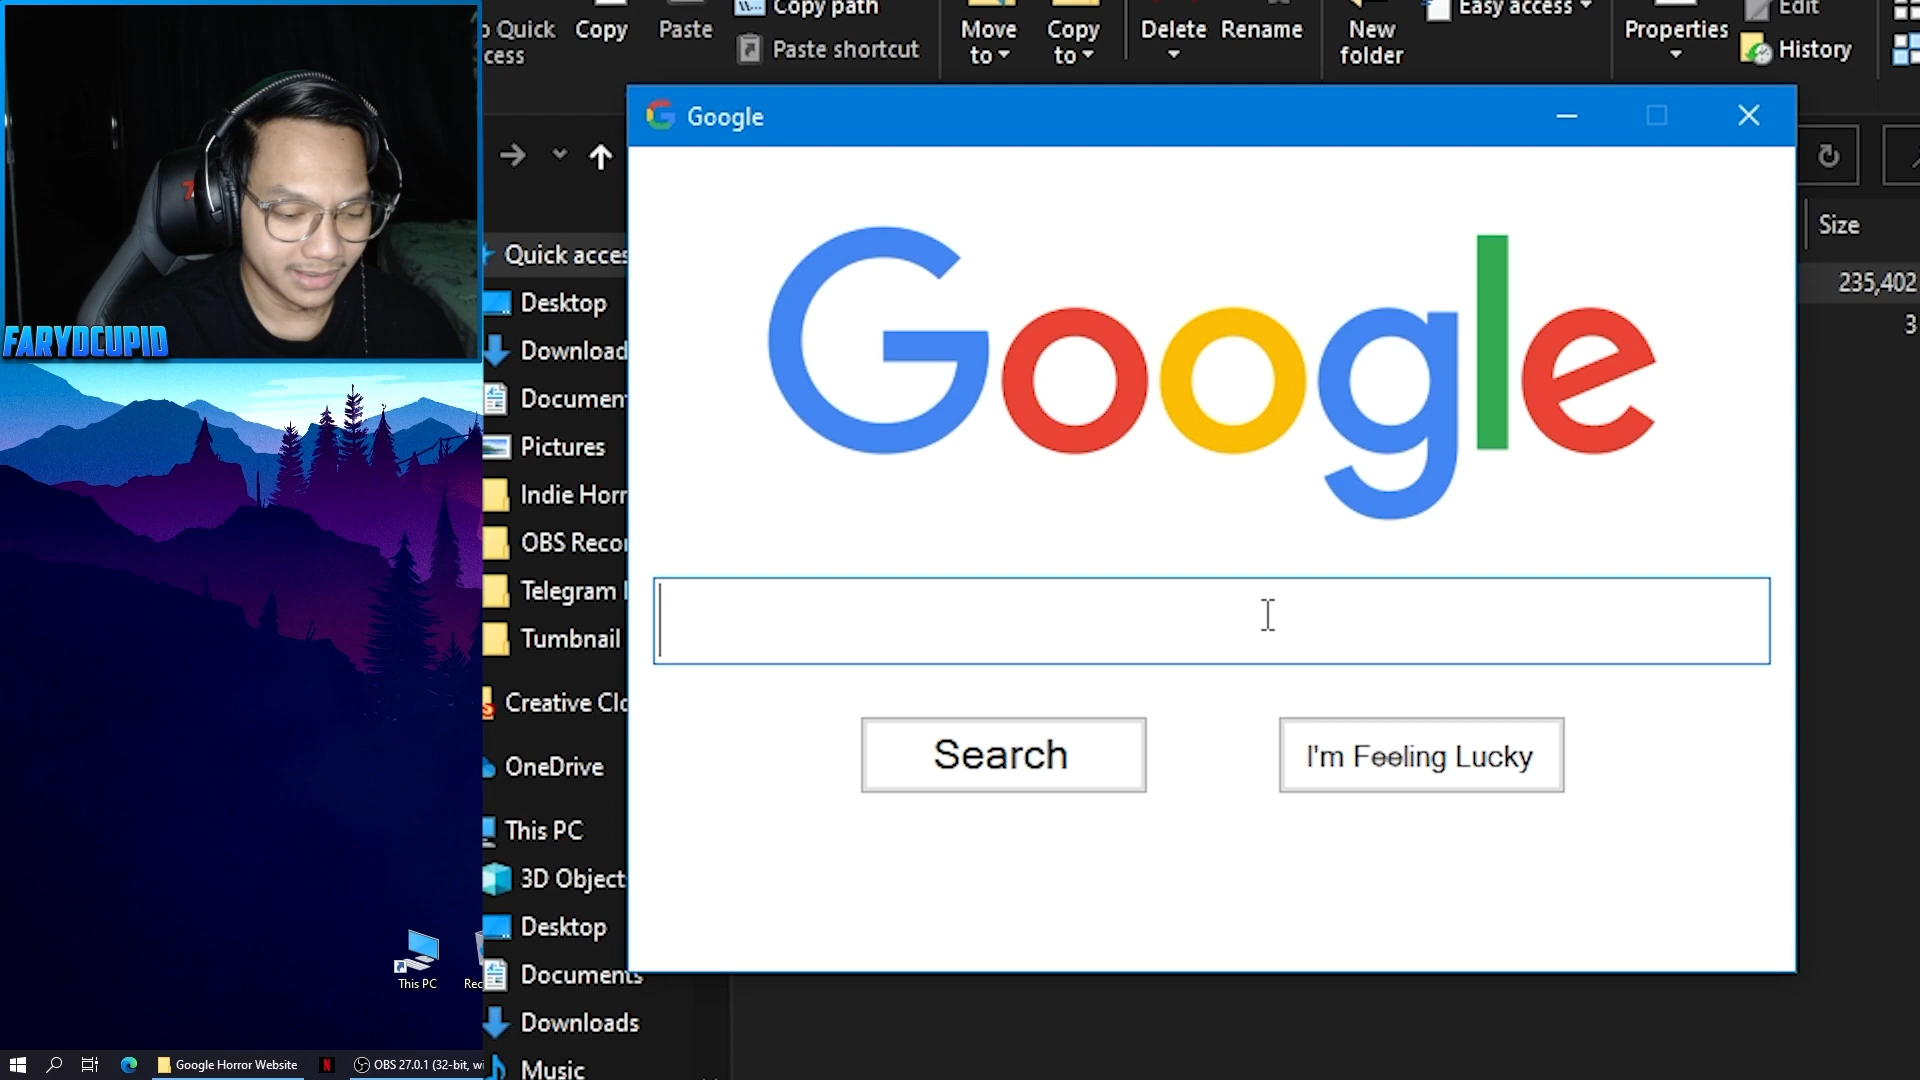 Quick
cess
Copy
Paste
Copy path
Paste shortcut
Move
to
Copy
to
Delete
Rename
New
folder
Easy access
Properties
Edit
History
Google
Size
235,402
3
Google
Search
I'm Feeling Lucky
FARYDCUPID
Quick acces
Desktop
Download
Documen
Pictures
Indie Horr
OBS Reco
Telegram
Tumbnail
Creative Clo
OneDrive
This PC
3D Object
Desktop
Documents
Downloads
Music
This PC
Rec
Google Horror Website
N
OBS 27.0.1 (32-bit, wi